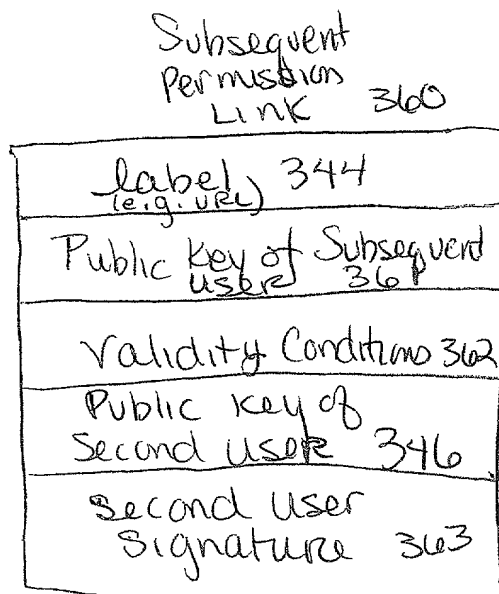 Subsequent
Permission
Link 360
label 344
(e.g. URL)
Public Key of Subsequent
user 361
Validity Conditions 362
Public Key of
Second user 346
Second user
Signature 363